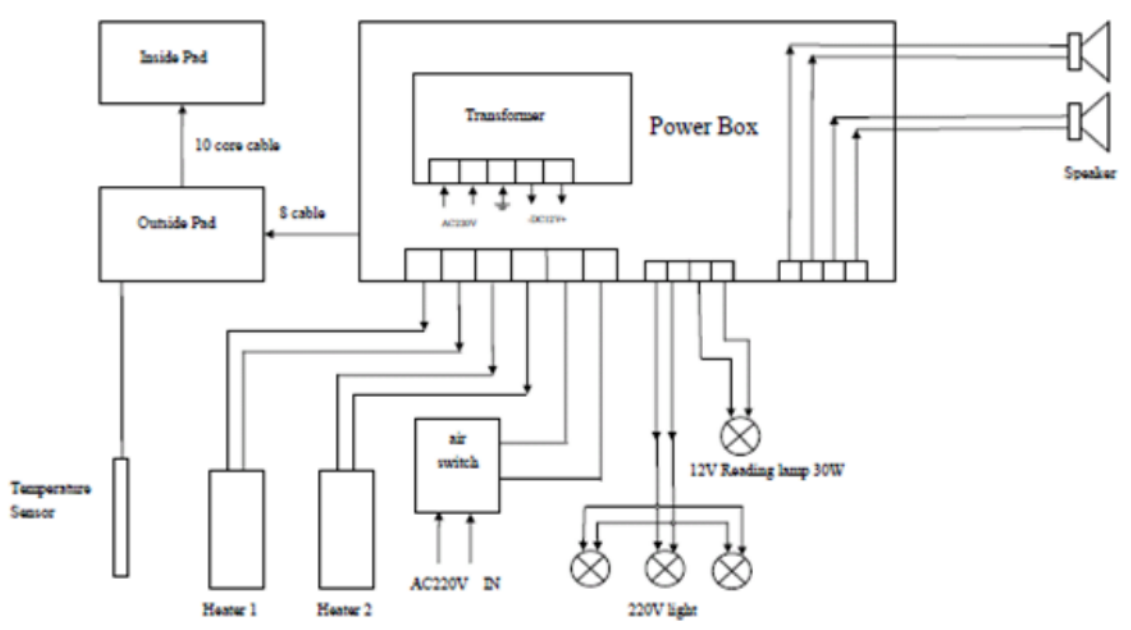 Inside Pad
Transformer
Power Box
10 core cable
Speaker
Outside Pad
8 cable
AC220V
-DC12V+
air
switch
12V Reading lamp 30W
Temperature
Sensor
AC220V IN
Heater 1
Heater 2
220V light